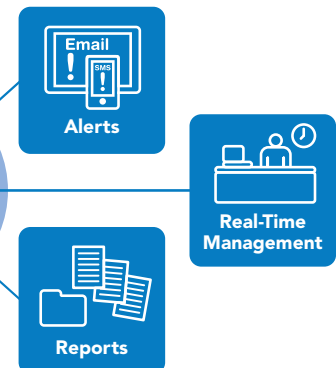 Email
!
SMS
!
Alerts
Real-Time
Management
Reports